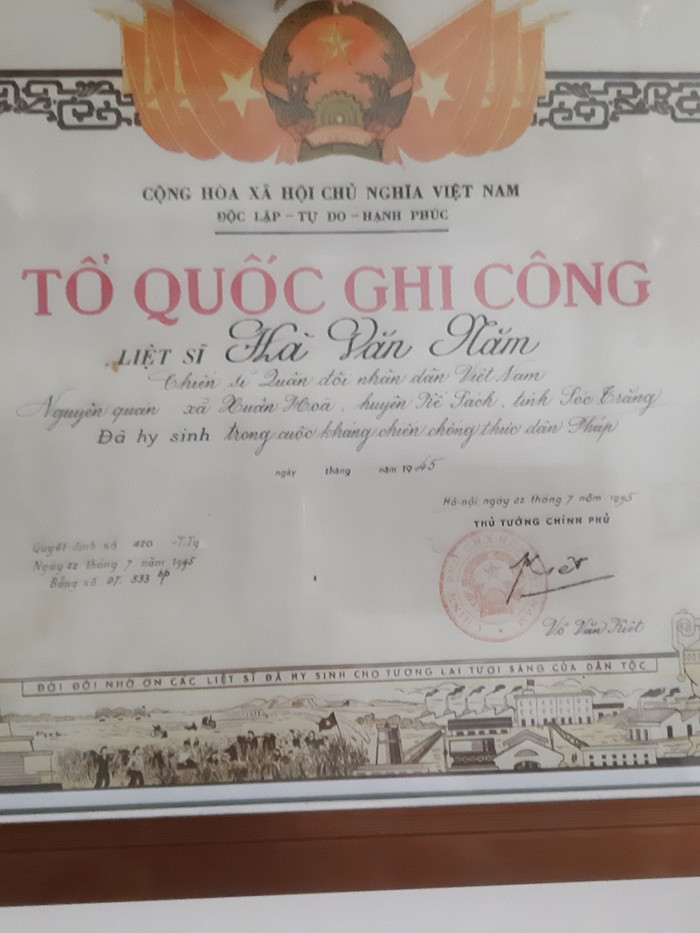 CỘNG HÒA XÃ HỘI CHỦ NGHĨA VIỆT NAM
ĐỘC LẬP - TỰ DO - HẠNH PHÚC
TỔ QUỐC GHI CÔNG
LIỆT SĨ Hà Văn Năm
Chiến sĩ Quân đội nhân dân Việt Nam
Nguyên quán xã Xuân Hoà, huyện Kế Sách, tỉnh Sóc Trăng
Đã hy sinh trong cuộc kháng chiến chống thực dân Pháp
ngày tháng năm 1945
Hà-nội, ngày 22 tháng 7 năm 1995
THỦ TƯỚNG CHÍNH PHỦ
Quyết định số 420 -T.Tg
Ngày 22 tháng 7 năm 1995
Bằng số DT. 533 bp
Kiệt
Võ Văn Kiệt
ĐỜI ĐỜI NHỚ ƠN CÁC LIỆT SĨ ĐÃ HY SINH CHO TƯƠNG LAI TƯƠI SÁNG CỦA DÂN TỘC